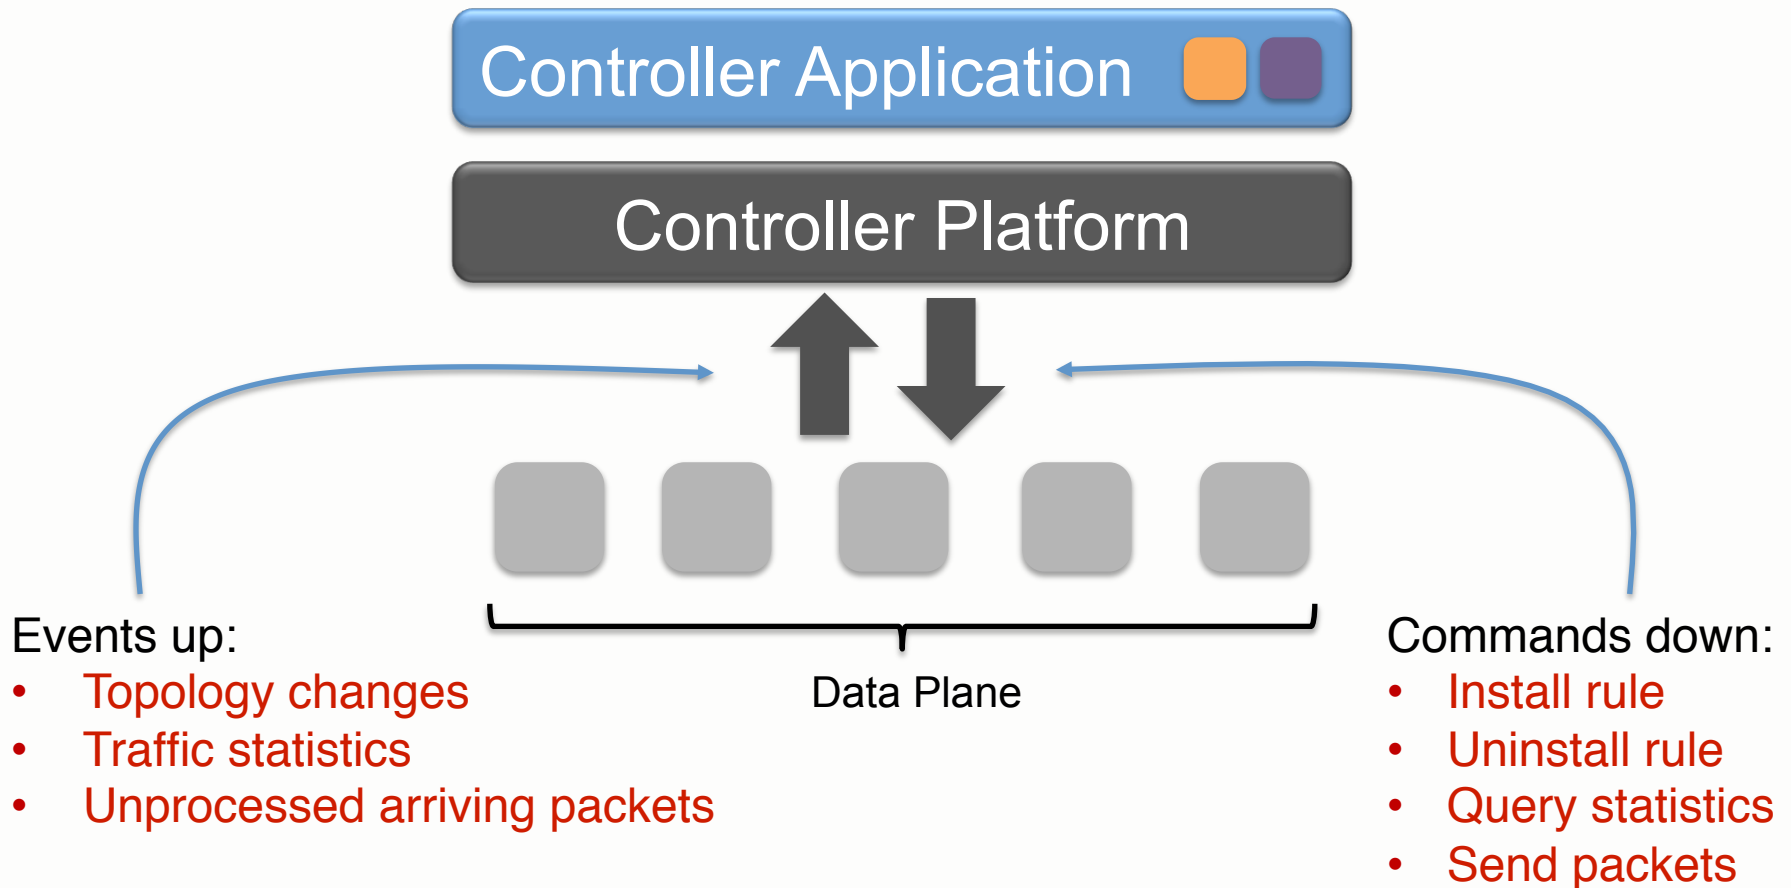 Controller Application
Controller Platform
Events up:
• Topology changes
• Traffic statistics
• Unprocessed arriving packets
Data Plane
Commands down:
• Install rule
• Uninstall rule
• Query statistics
• Send packets